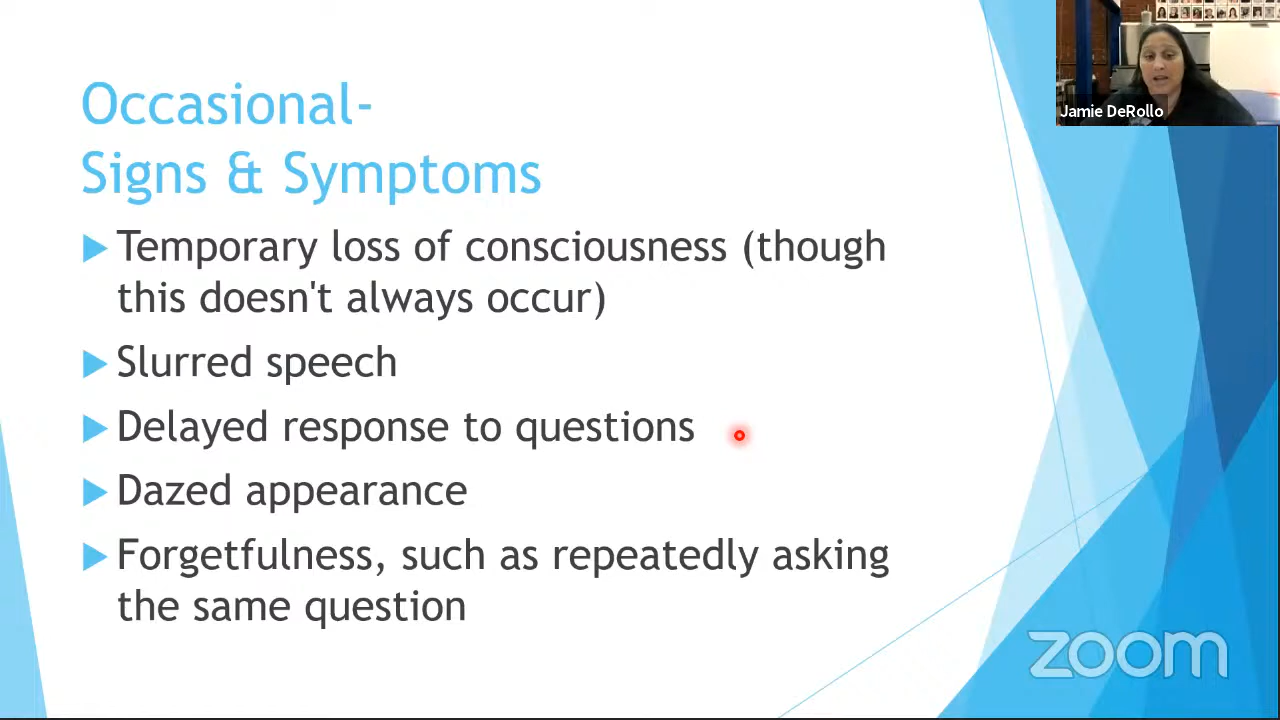 Jamie DeRollo
Occasional-
Signs & Symptoms
Temporary loss of consciousness (though
this doesn't always occur)
Slurred speech
Delayed response to questions
Dazed appearance
Forgetfulness, such as repeatedly asking
the same question
zoom